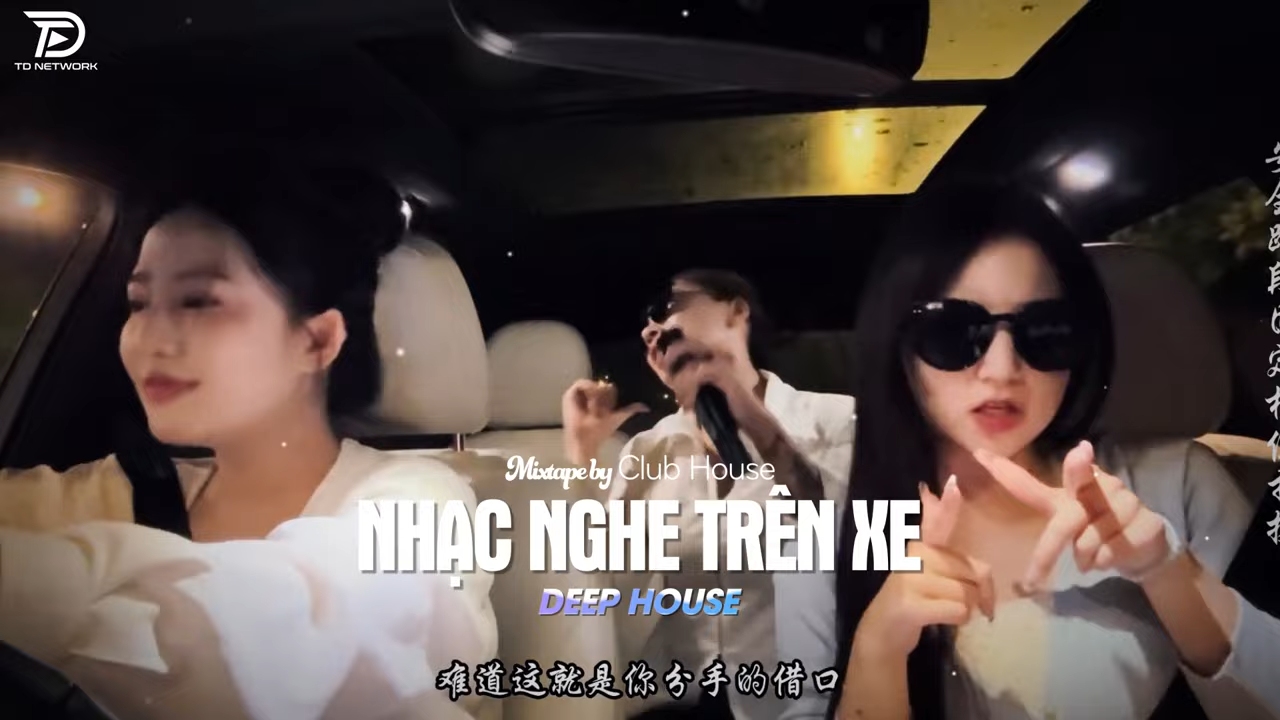 TD NETWORK
Mixtape by Club House
NHẠC NGHE TRÊN XE
DEEP HOUSE
难道这就是你分手的借口